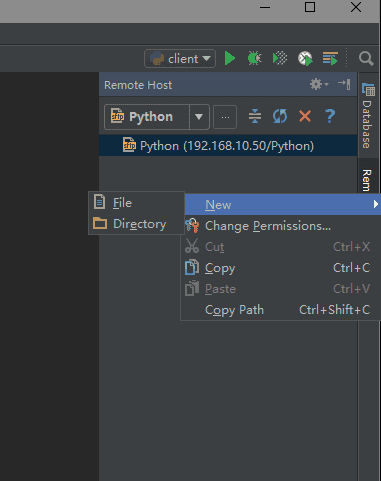 client
Remote Host
Python
...
Python (192.168.10.50/Python)
Database
Rem
File
Directory
New
Change Permissions...
Cut Ctrl+X
Copy Ctrl+C
Paste Ctrl+V
Copy Path Ctrl+Shift+C